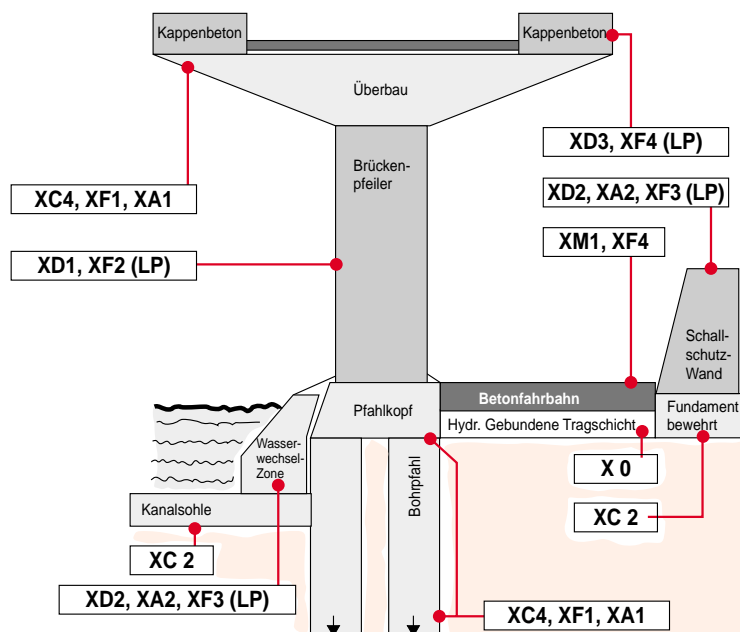 Kappenbeton
Kappenbeton
Überbau
XD3, XF4 (LP)
Brücken-
pfeiler
XC4, XF1, XA1
XD2, XA2, XF3 (LP)
XM1, XF4
XD1, XF2 (LP)
Schall-
schutz-
Wand
Betonfahrbahn
Pfahlkopf
Fundament
bewehrt
Hydr. Gebundene Tragschicht
Wasser-
wechsel-
Zone
X 0
Bohrpfahl
Kanalsohle
XC 2
XC 2
XD2, XA2, XF3 (LP)
XC4, XF1, XA1